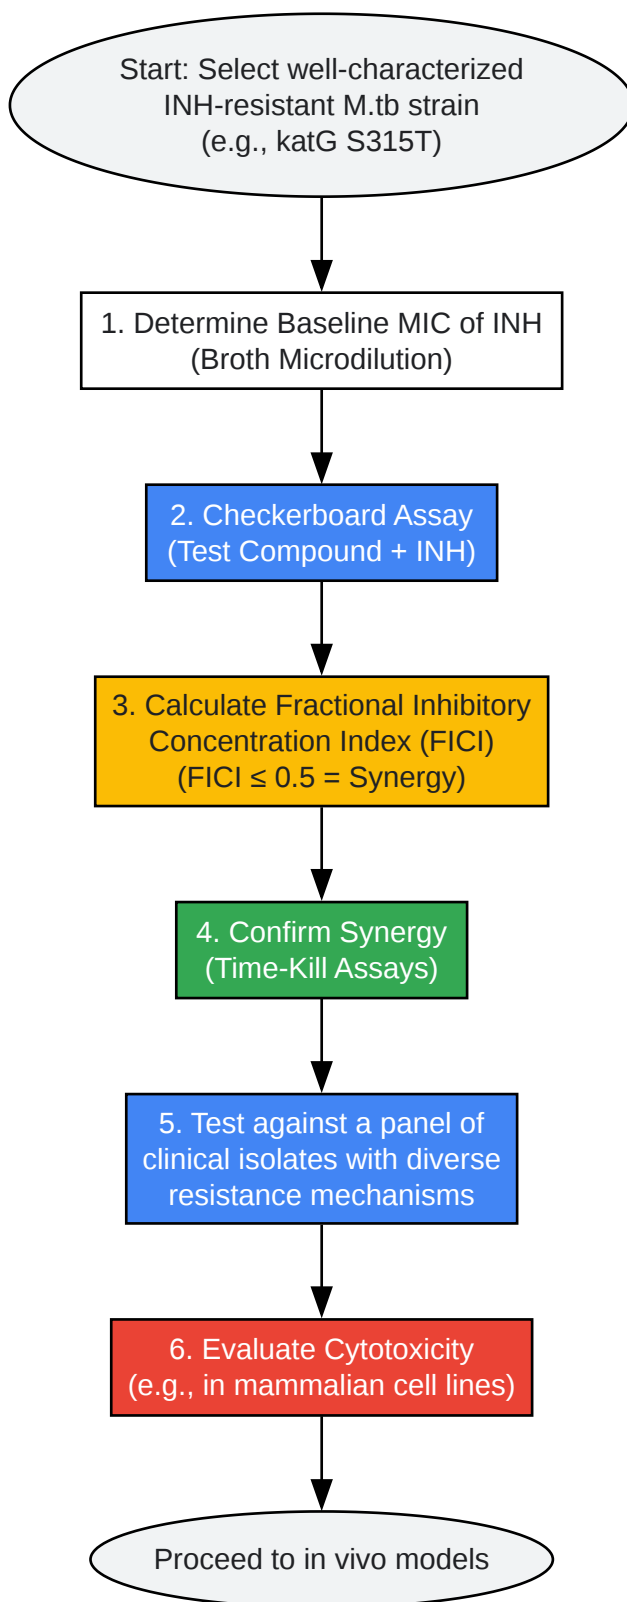 Start: Select well-characterized
INH-resistant M.tb strain
(e.g., katG S315T)
1. Determine Baseline MIC of INH
(Broth Microdilution)
2. Checkerboard Assay
(Test Compound + INH)
3. Calculate Fractional Inhibitory
Concentration Index (FICI)
(FICI ≤ 0.5 = Synergy)
4. Confirm Synergy
(Time-Kill Assays)
5. Test against a panel of
clinical isolates with diverse
resistance mechanisms
6. Evaluate Cytotoxicity
(e.g., in mammalian cell lines)
Proceed to in vivo models